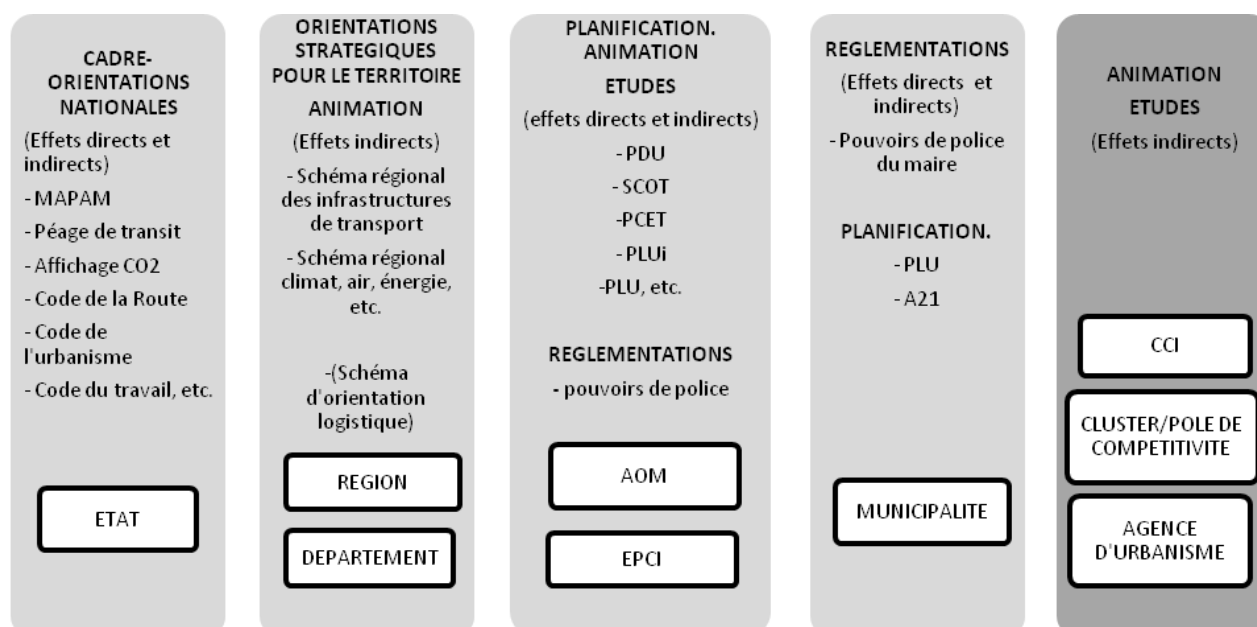 CADRE-
ORIENTATIONS
NATIONALES
(Effets directs et
indirects)
- MAPAM
- Péage de transit
- Affichage CO2
- Code de la Route
- Code de
l'urbanisme
- Code du travail, etc.
ETAT
ORIENTATIONS
STRATEGIQUES
POUR LE TERRITOIRE
ANIMATION
(Effets indirects)
- Schéma régional
des infrastructures
de transport
- Schéma régional
climat, air, énergie,
etc.
-(Schéma
d'orientation
logistique)
REGION
DEPARTEMENT
PLANIFICATION.
ANIMATION
ETUDES
(effets directs et indirects)
- PDU
- SCOT
- PCET
- PLUi
-PLU, etc.
REGLEMENTATIONS
- pouvoirs de police
AOM
EPCI
REGLEMENTATIONS
(Effets directs et
indirects)
- Pouvoirs de police
du maire
PLANIFICATION.
- PLU
- A21
MUNICIPALITE
ANIMATION
ETUDES
(Effets indirects)
CCI
CLUSTER/POLE DE
COMPETITIVITE
AGENCE
D'URBANISME